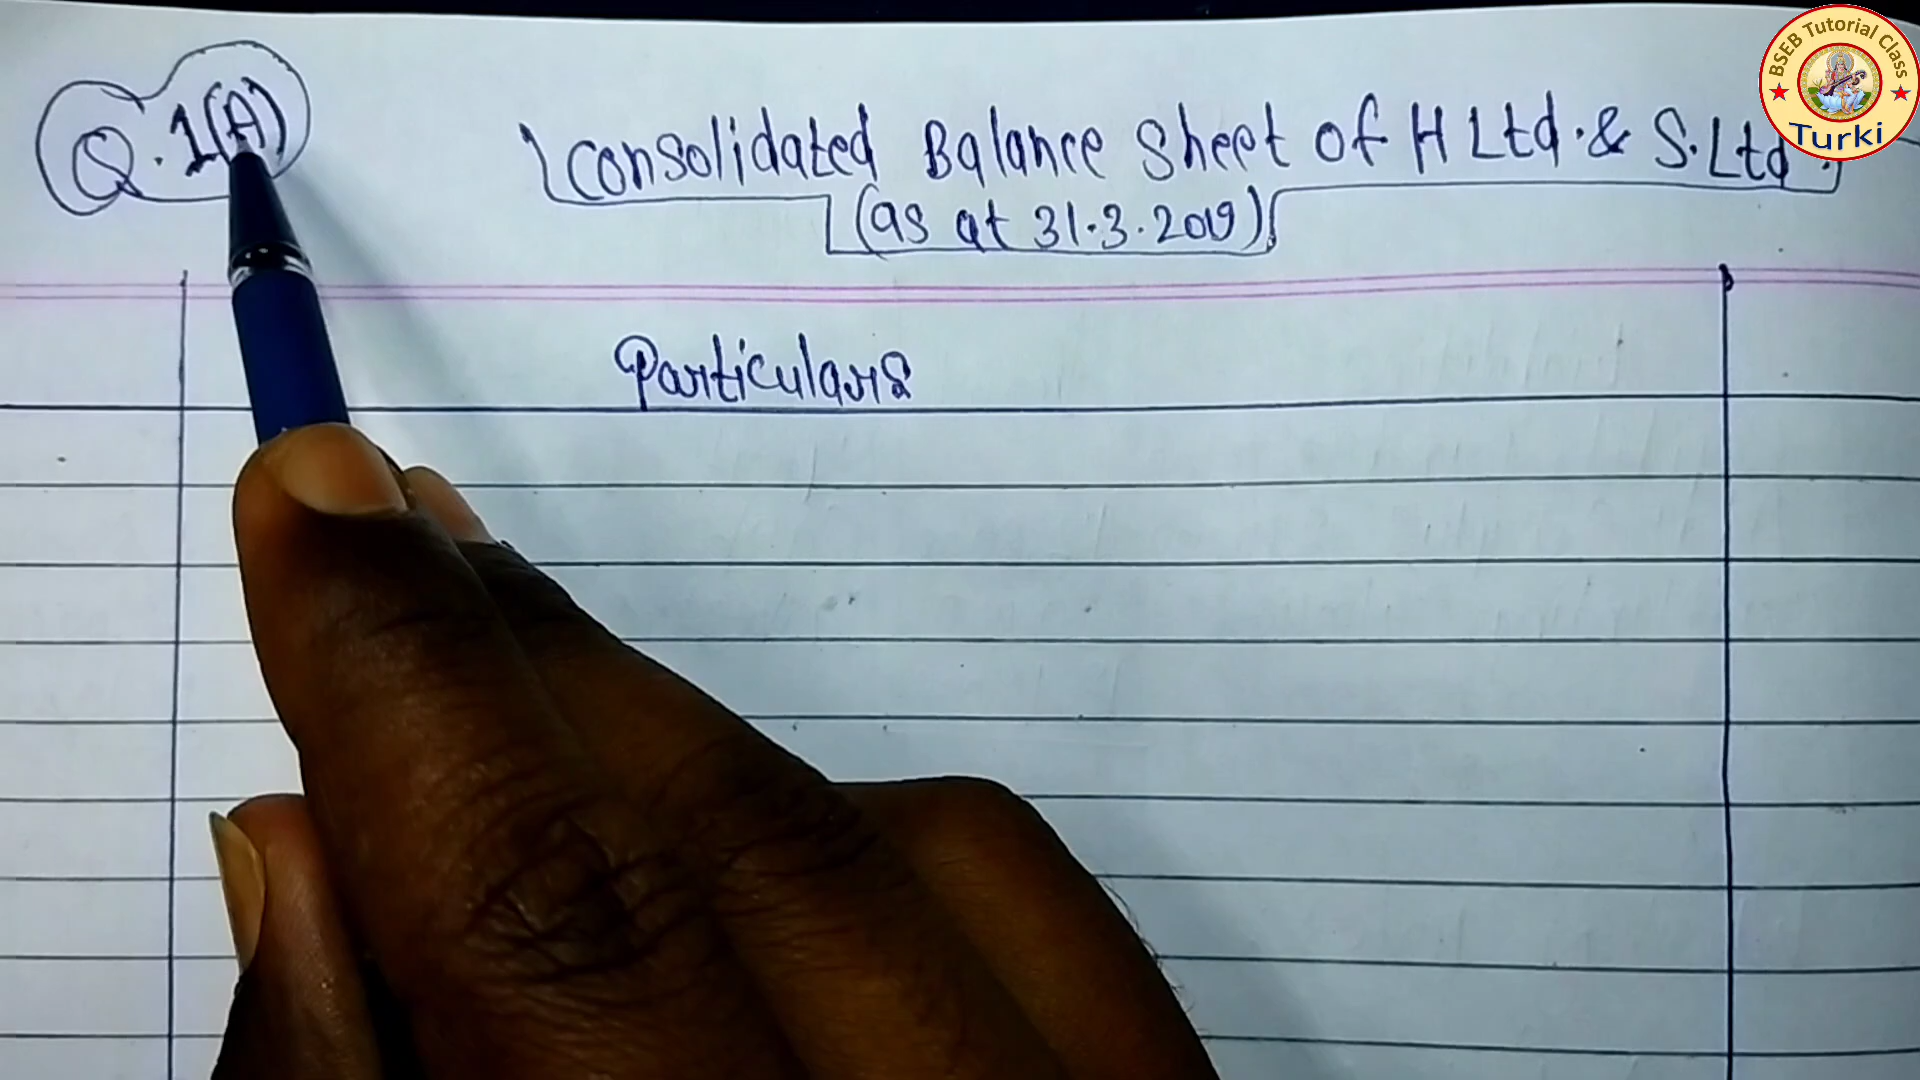 Q.1(A)
Consolidated Balance Sheet of H Ltd. & S. Ltd.
(as at 31.3.2019)
Particulars
BSEB Tutorial Class
Turki